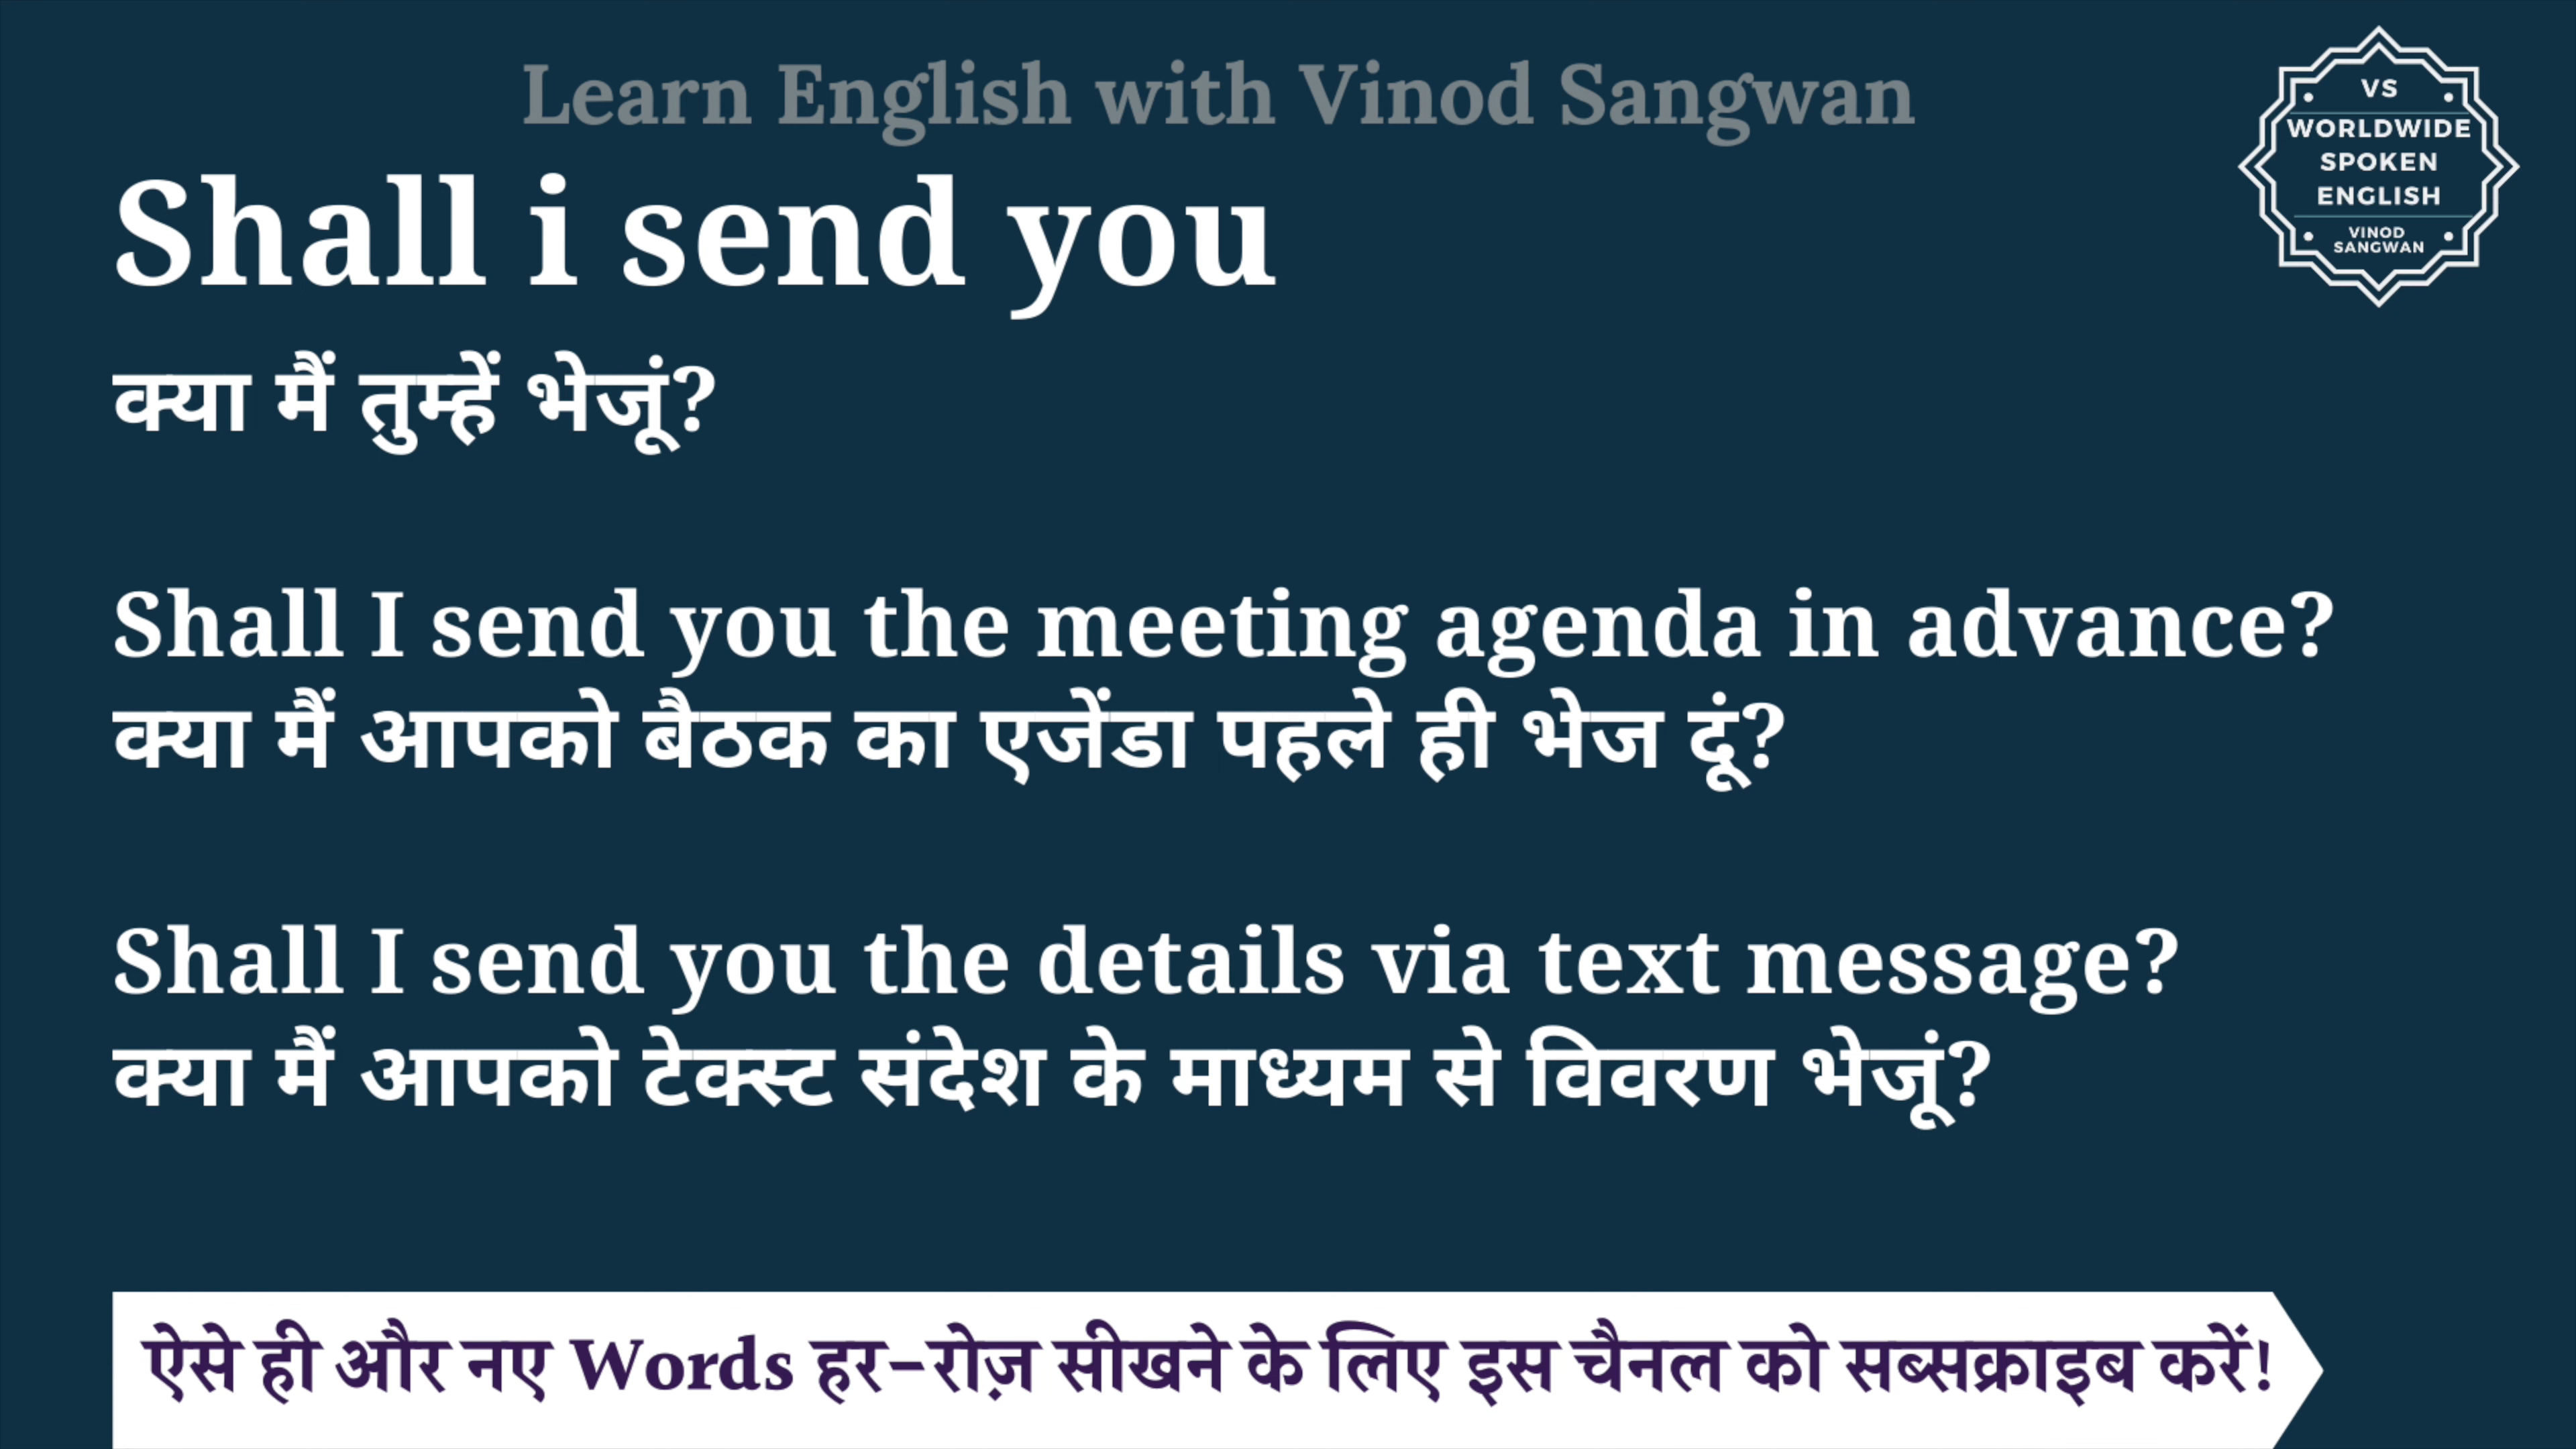 Learn English with Vinod Sangwan
VS
WORLDWIDE
SPOKEN
ENGLISH
VINOD
SANGWAN
Shall i send you
क्या मैं तुम्हें भेजूं?
Shall I send you the meeting agenda in advance?
क्या मैं आपको बैठक का एजेंडा पहले ही भेज दूं?
Shall I send you the details via text message?
क्या मैं आपको टेक्स्ट संदेश के माध्यम से विवरण भेजूं?
ऐसे ही और नए Words हर-रोज़ सीखने के लिए इस चैनल को सब्सक्राइब करें!